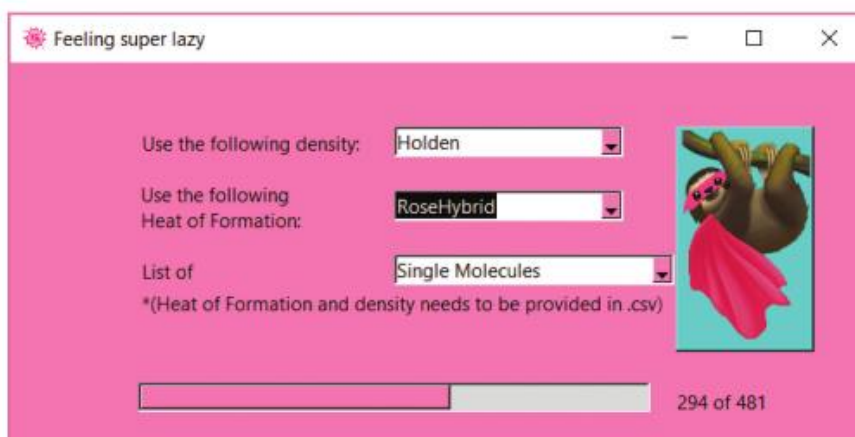 Feeling super lazy
Use the following density:
Holden
Use the following
Heat of Formation:
RoseHybrid
List of
Single Molecules
*(Heat of Formation and density needs to be provided in .csv)
294 of 481